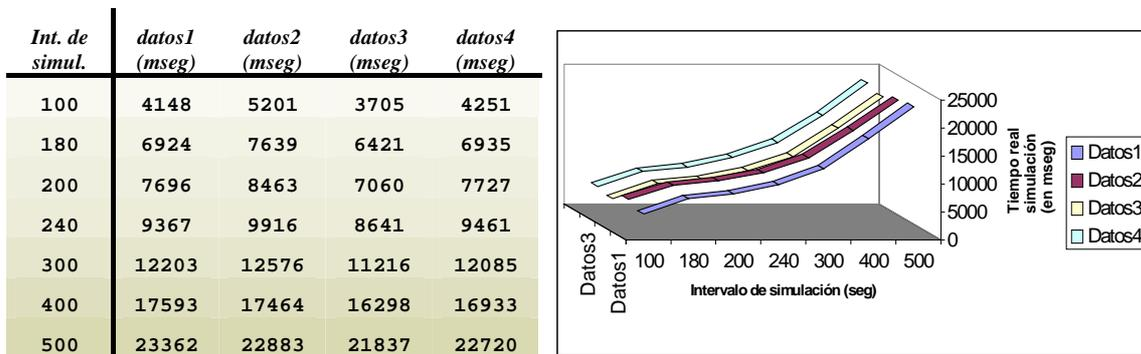 Int. de simul. datos1 (mseg) datos2 (mseg) datos3 (mseg) datos4 (mseg)
100 4148 5201 3705 4251
180 6924 7639 6421 6935
200 7696 8463 7060 7727
240 9367 9916 8641 9461
300 12203 12576 11216 12085
400 17593 17464 16298 16933
500 23362 22883 21837 22720
25000
20000
15000
10000
5000
0
Tiempo real
simulación
(en mseg)
Datos1
Datos2
Datos3
Datos4
Datos3
Datos1
100 180 200 240 300 400 500
Intervalo de simulación (seg)